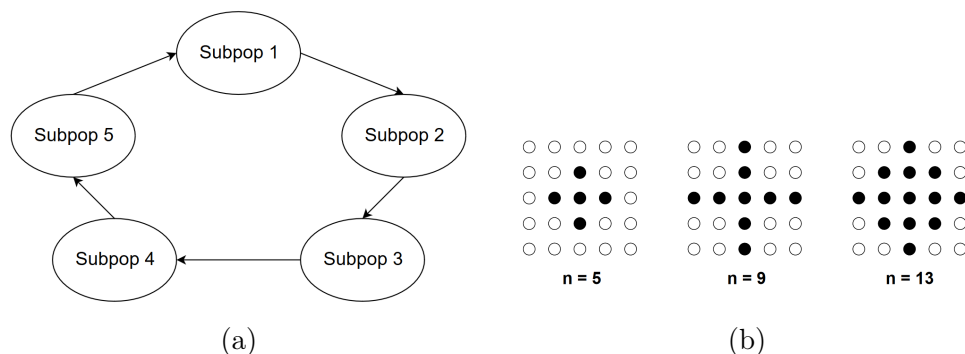 Subpop 1
Subpop 5
Subpop 2
Subpop 4
Subpop 3
n = 5
n = 9
n = 13
(a)
(b)